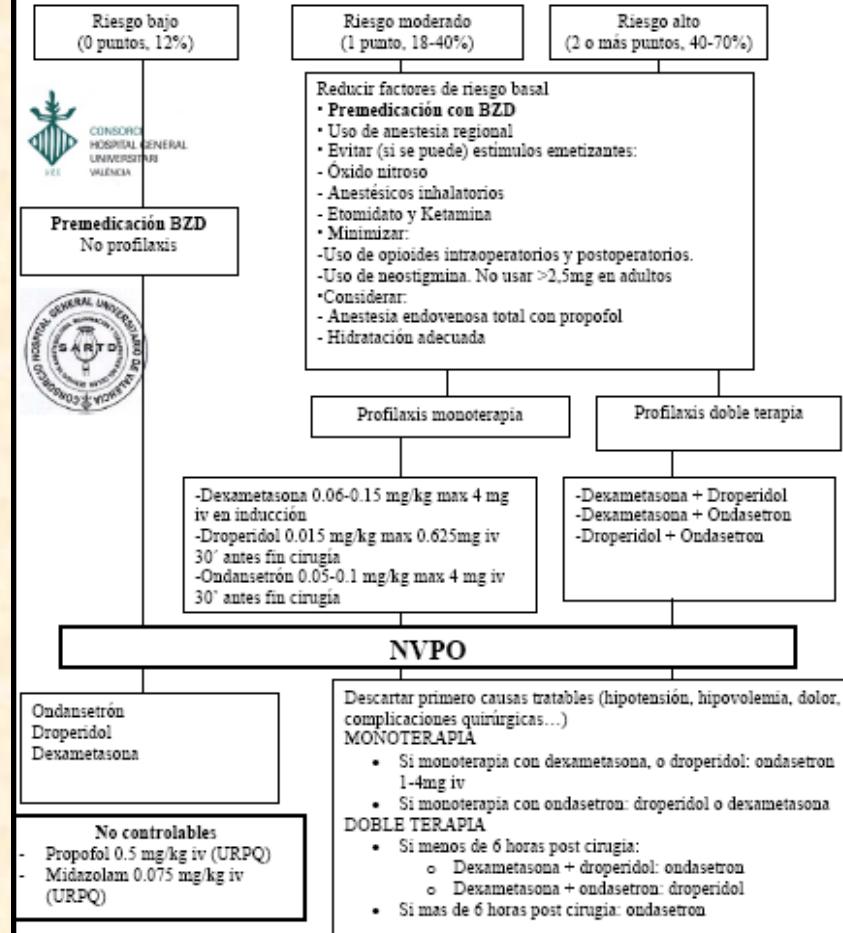 Riesgo bajo
(0 puntos, 12%)
Riesgo moderado
(1 punto, 18-40%)
Riesgo alto
(2 o más puntos, 40-70%)
CONSORCI
HOSPITAL GENERAL
UNIVERSITARI
VALÈNCIA
Reducir factores de riesgo basal
• Premedicación con BZD
• Uso de anestesia regional
• Evitar (si se puede) estímulos emetizantes:
- Óxido nitroso
- Anestésicos inhalatorios
- Etomidato y Ketamina
• Minimizar:
-Uso de opioides intraoperatorios y postoperatorios.
-Uso de neostigmina. No usar >2,5mg en adultos
•Considerar:
- Anestesia endovenosa total con propofol
- Hidratación adecuada
Premedicación BZD
No profilaxis
SARTD
CONSORCIO HOSPITAL GENERAL UNIVERSITARIO DE VALENCIA
Profilaxis monoterapia
Profilaxis doble terapia
-Dexametasona 0.06-0.15 mg/kg max 4 mg
iv en inducción
-Droperidol 0.015 mg/kg max 0.625mg iv
30´ antes fin cirugía
-Ondansetrón 0.05-0.1 mg/kg max 4 mg iv
30´ antes fin cirugía
-Dexametasona + Droperidol
-Dexametasona + Ondasetron
-Droperidol + Ondasetron
NVPO
Ondansetrón
Droperidol
Dexametasona
Descartar primero causas tratables (hipotensión, hipovolemia, dolor,
complicaciones quirúrgicas…)
MONOTERAPIA
• Si monoterapia con dexametasona, o droperidol: ondasetron
1-4mg iv
• Si monoterapia con ondasetron: droperidol o dexametasona
DOBLE TERAPIA
• Si menos de 6 horas post cirugia:
o Dexametasona + droperidol: ondasetron
o Dexametasona + ondasetron: droperidol
• Si mas de 6 horas post cirugia: ondasetron
No controlables
- Propofol 0.5 mg/kg iv (URPQ)
- Midazolam 0.075 mg/kg iv
(URPQ)